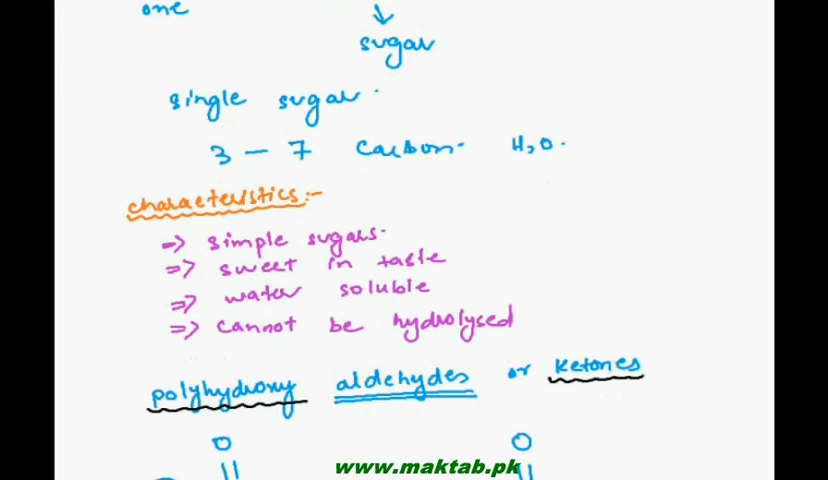 one
sugar
single sugar.
3 - 7 Carbon. H2O.
characteristics:-
=> simple sugars.
=> sweet in taste
=> water soluble
=> cannot be hydrolysed
polyhydroxy aldehydes or ketones
O O
www.maktab.pk